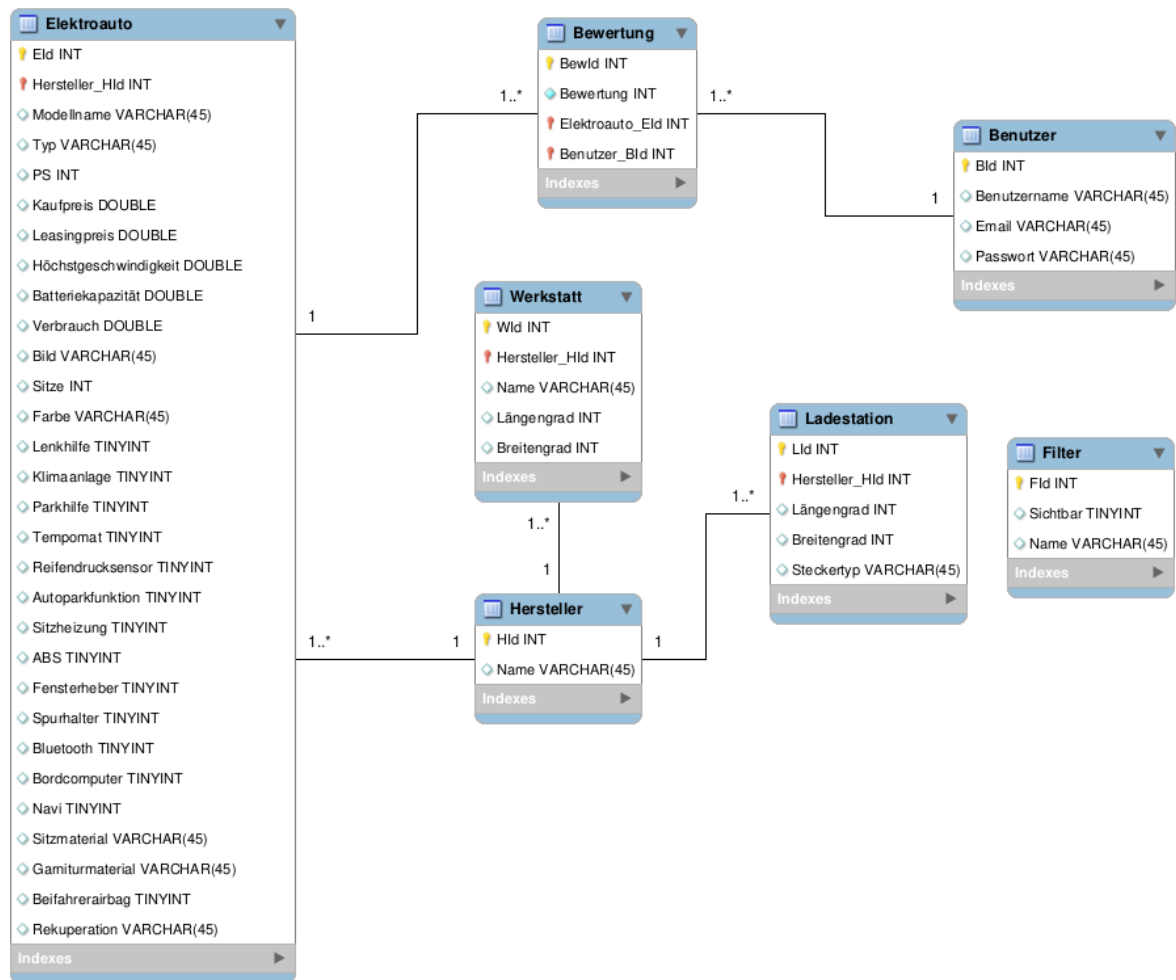 Elektroauto
EId INT
Hersteller_HId INT
Modellname VARCHAR(45)
Typ VARCHAR(45)
PS INT
Kaufpreis DOUBLE
Leasingpreis DOUBLE
Höchstgeschwindigkeit DOUBLE
Batteriekapazität DOUBLE
Verbrauch DOUBLE
Bild VARCHAR(45)
Sitze INT
Farbe VARCHAR(45)
Lenkhilfe TINYINT
Klimaanlage TINYINT
Parkhilfe TINYINT
Tempomat TINYINT
Reifendrucksensor TINYINT
Autoparkfunktion TINYINT
Sitzheizung TINYINT
ABS TINYINT
Fensterheber TINYINT
Spurhalter TINYINT
Bluetooth TINYINT
Bordcomputer TINYINT
Navi TINYINT
Sitzmaterial VARCHAR(45)
Garniturmaterial VARCHAR(45)
Beifahrerairbag TINYINT
Rekuperation VARCHAR(45)
Indexes
1
1..*
1..*
1
Bewertung
BewId INT
Bewertung INT
Elektroauto_EId INT
Benutzer_BId INT
Indexes
1..*
1
Benutzer
BId INT
Benutzername VARCHAR(45)
Email VARCHAR(45)
Passwort VARCHAR(45)
Indexes
Werkstatt
WId INT
Hersteller_HId INT
Name VARCHAR(45)
Längengrad INT
Breitengrad INT
Indexes
1..*
1
Hersteller
HId INT
Name VARCHAR(45)
Indexes
1
1..*
Ladestation
LId INT
Hersteller_HId INT
Längengrad INT
Breitengrad INT
Steckertyp VARCHAR(45)
Indexes
Filter
FId INT
Sichtbar TINYINT
Name VARCHAR(45)
Indexes